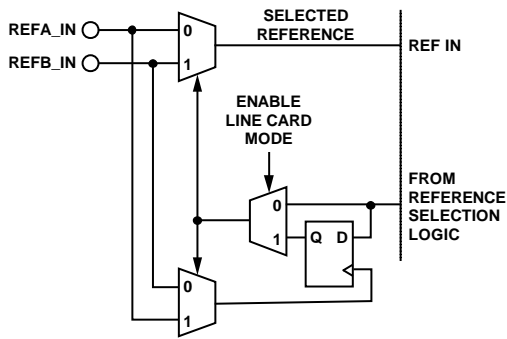 SELECTED
REFERENCE
REFA_IN
0
REF IN
REFB_IN
1
ENABLE
LINE CARD
MODE
FROM
REFERENCE
SELECTION
LOGIC
0
1
Q D
0
1